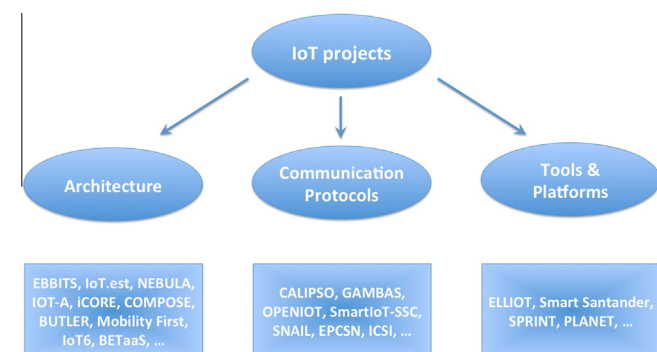 IoT projects
Architecture
Communication
Protocols
Tools &
Platforms
EBBITS, IoT.est, NEBULA,
IOT-A, iCORE, COMPOSE,
BUTLER, Mobility First,
IoT6, BETaaS, ...
CALIPSO, GAMBAS,
OPENIOT, SmartIoT-SSC,
SNAIL, EPCSN, ICSI, ...
ELLIOT, Smart Santander,
SPRINT, PLANET, ...